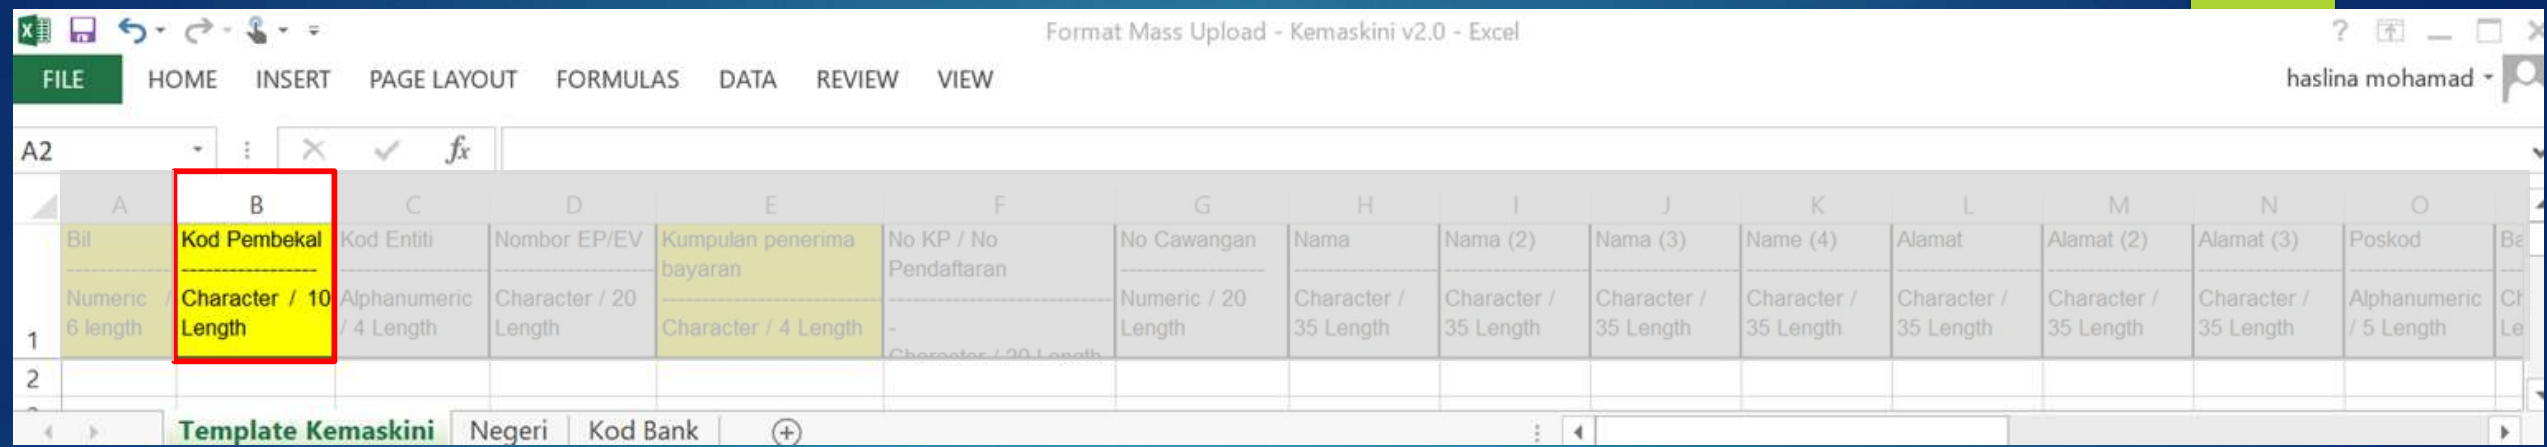 Format Mass Upload - Kemaskini v2.0 - Excel
?
FILE HOME INSERT PAGE LAYOUT FORMULAS DATA REVIEW VIEW
haslina mohamad
A2
fx
A B C D E F G H I J K L M N O
1
Bil
-----------------
Numeric /
6 length
Kod Pembekal
-----------------
Character / 10
Length
Kod Entiti
-----------------
Alphanumeric
/ 4 Length
Nombor EP/EV
-----------------
Character / 20
Length
Kumpulan penerima
bayaran
-----------------
Character / 4 Length
No KP / No
Pendaftaran
-----------------
-
Character / 20 Length
No Cawangan
-----------------
Numeric / 20
Length
Nama
-----------------
Character /
35 Length
Nama (2)
-----------------
Character /
35 Length
Nama (3)
-----------------
Character /
35 Length
Name (4)
-----------------
Character /
35 Length
Alamat
-----------------
Character /
35 Length
Alamat (2)
-----------------
Character /
35 Length
Alamat (3)
-----------------
Character /
35 Length
Poskod
-----------------
Alphanumeric
/ 5 Length
2
Template Kemaskini Negeri Kod Bank